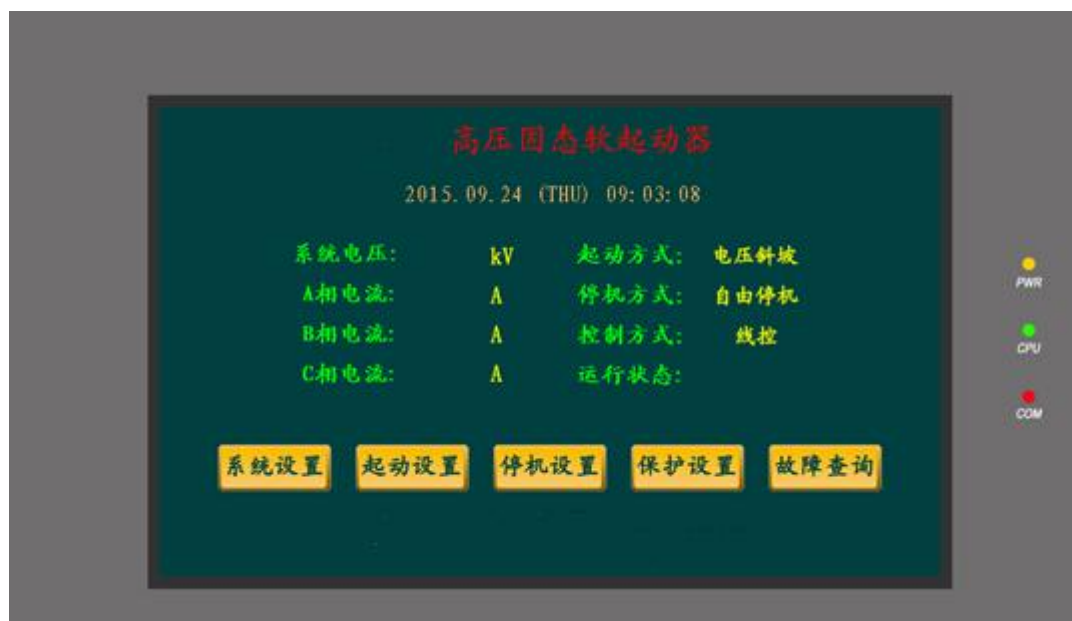 高压固态软起动器
2015.09.24 (THU) 09:03:08
系统电压: kV 起动方式: 电压斜坡
A相电流: A 停机方式: 自由停机
B相电流: A 控制方式: 线控
C相电流: A 运行状态:
系统设置 起动设置 停机设置 保护设置 故障查询
PWR
CPU
COM